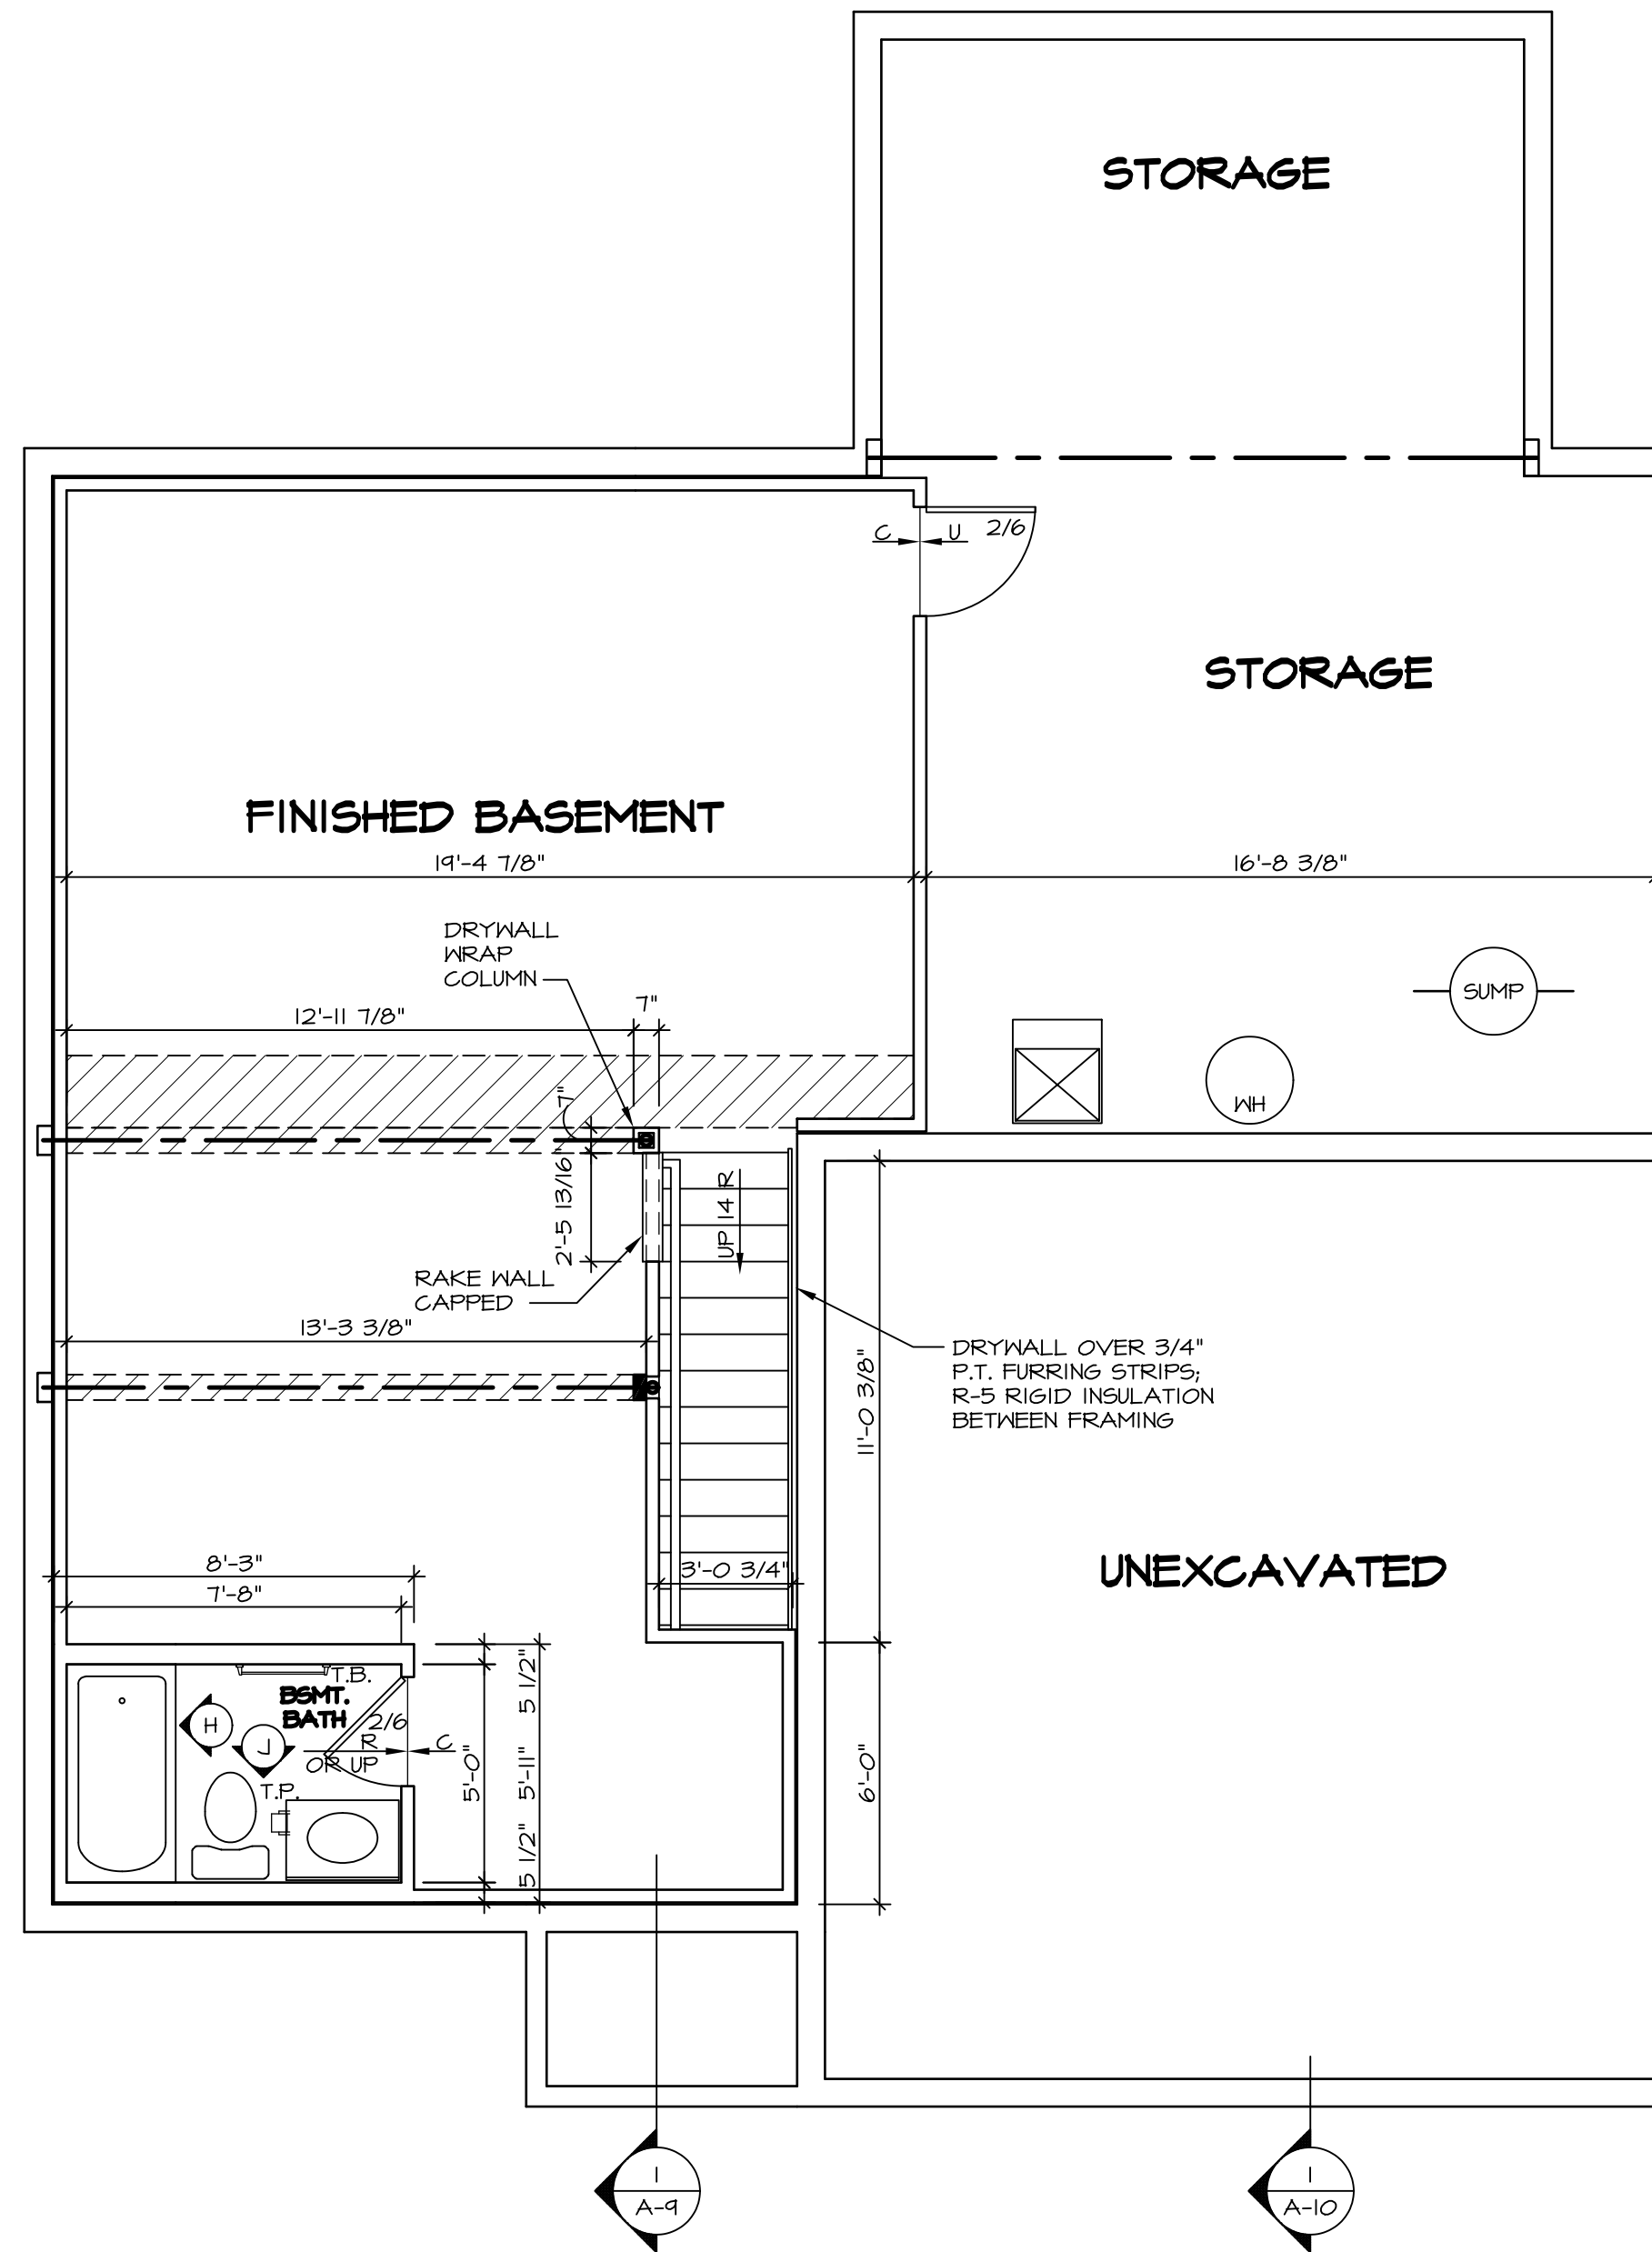 STORAGE
C U 2/6
STORAGE
FINISHED BASEMENT
19'-4 7/8"
16'-8 3/8"
DRYWALL
WRAP
COLUMN
7"
12'-11 7/8"
SUMP
WH
7"
2'-5 13/16"
UP 14 R
RAKE WALL
CAPPED
13'-3 3/8"
DRYWALL OVER 3/4"
P.T. FURRING STRIPS;
R-5 RIGID INSULATION
BETWEEN FRAMING
11'-0 3/8"
UNEXCAVATED
8'-3"
7'-8"
3'-0 3/4"
T.B.
BSMT.
BATH
2/6
H
J
R
OR UP
C
T.P.
5'-0"
5 1/2"
5'-11"
5 1/2"
6'-0"
1
A-9
1
A-10